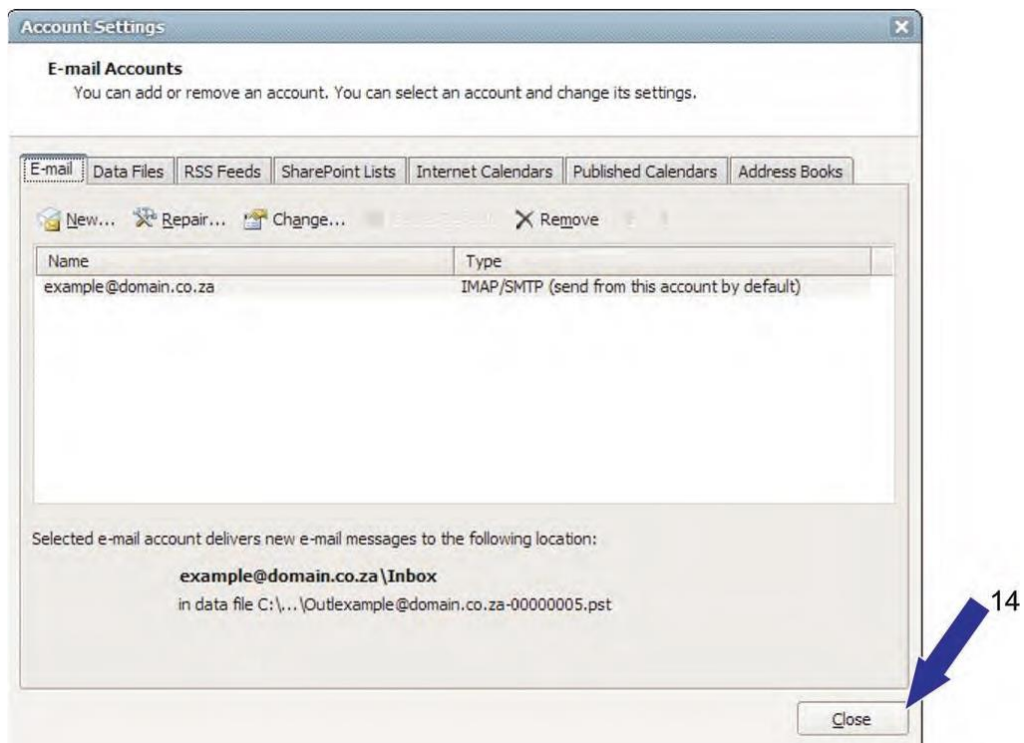 Account Settings
E-mail Accounts
You can add or remove an account. You can select an account and change its settings.
E-mail Data Files RSS Feeds SharePoint Lists Internet Calendars Published Calendars Address Books
New... Repair... Change... Remove
Name Type
example@domain.co.za IMAP/SMTP (send from this account by default)
Selected e-mail account delivers new e-mail messages to the following location:
example@domain.co.za\Inbox
in data file C:\...\Outlexample@domain.co.za-00000005.pst
14
Close